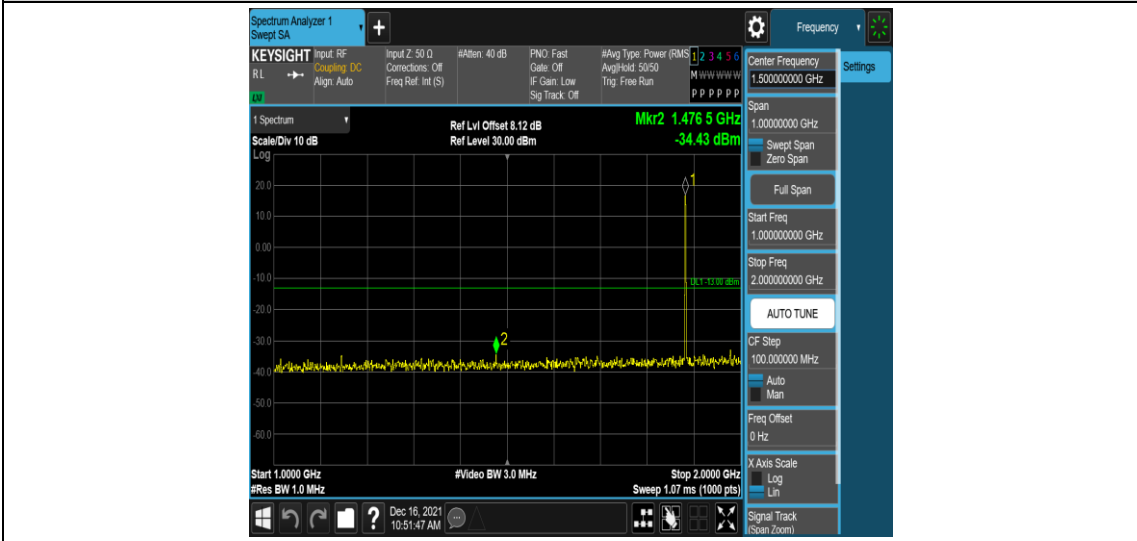 Spectrum Analyzer 1
Swept SA
+
Frequency
KEYSIGHT
RL
LM
Input: RF
Coupling: DC
Align: Auto
Input Z: 50 Ω
Corrections: Off
Freq Ref: Int (S)
#Atten: 40 dB
PNO: Fast
Gate: Off
IF Gain: Low
Sig Track: Off
#Avg Type: Power (RMS
Avg|Hold: 50/50
Trig: Free Run
1 2 3 4 5 6
M W W W W W
P P P P P P
1 Spectrum
Scale/Div 10 dB
Log
Ref Lvl Offset 8.12 dB
Ref Level 30.00 dBm
Mkr2 1.476 5 GHz
-34.43 dBm
20.0
10.0
0.00
-10.0
-20.0
-30.0
-40.0
-50.0
-60.0
1
2
DL1 -13.00 dBm
Start 1.0000 GHz
#Res BW 1.0 MHz
#Video BW 3.0 MHz
Stop 2.0000 GHz
Sweep 1.07 ms (1000 pts)
?
Dec 16, 2021
10:51:47 AM
Center Frequency
1.500000000 GHz
Span
1.00000000 GHz
Swept Span
Zero Span
Full Span
Start Freq
1.000000000 GHz
Stop Freq
2.000000000 GHz
AUTO TUNE
CF Step
100.000000 MHz
Auto
Man
Freq Offset
0 Hz
X Axis Scale
Log
Lin
Signal Track
(Span Zoom)
Settings